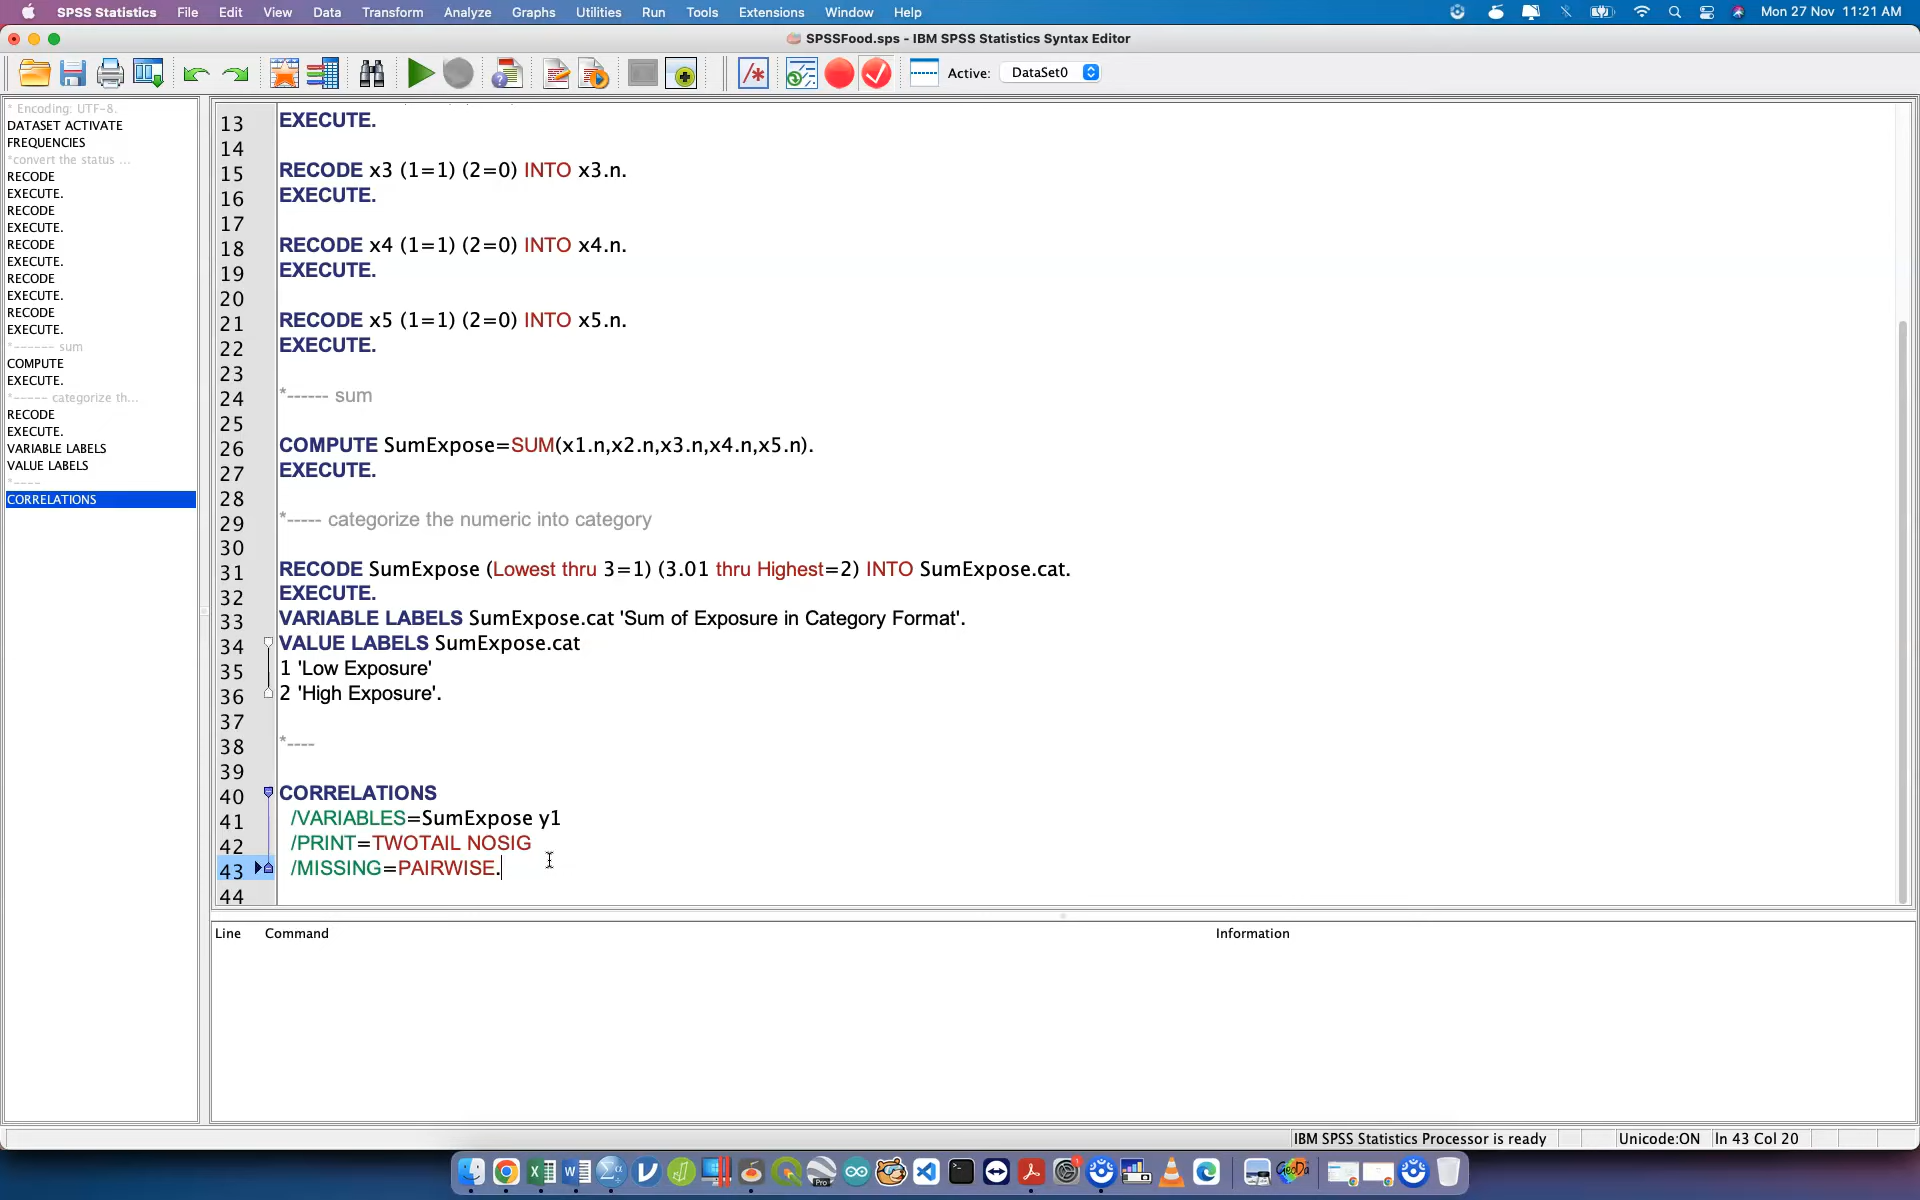 SPSS Statistics File Edit View Data Transform Analyze Graphs Utilities Run Tools Extensions Window Help Mon 27 Nov 11:21 AM
SPSSFood.sps - IBM SPSS Statistics Syntax Editor
Active: DataSet0
* Encoding: UTF-8.
DATASET ACTIVATE
FREQUENCIES
*convert the status ...
RECODE
EXECUTE.
RECODE
EXECUTE.
RECODE
EXECUTE.
RECODE
EXECUTE.
RECODE
EXECUTE.
*------ sum
COMPUTE
EXECUTE.
*----- categorize th...
RECODE
EXECUTE.
VARIABLE LABELS
VALUE LABELS
*----
CORRELATIONS
13 EXECUTE.
14
15 RECODE x3 (1=1) (2=0) INTO x3.n.
16 EXECUTE.
17
18 RECODE x4 (1=1) (2=0) INTO x4.n.
19 EXECUTE.
20
21 RECODE x5 (1=1) (2=0) INTO x5.n.
22 EXECUTE.
23
24 *------ sum
25
26 COMPUTE SumExpose=SUM(x1.n,x2.n,x3.n,x4.n,x5.n).
27 EXECUTE.
28
29 *----- categorize the numeric into category
30
31 RECODE SumExpose (Lowest thru 3=1) (3.01 thru Highest=2) INTO SumExpose.cat.
32 EXECUTE.
33 VARIABLE LABELS SumExpose.cat 'Sum of Exposure in Category Format'.
34 VALUE LABELS SumExpose.cat
35 1 'Low Exposure'
36 2 'High Exposure'.
37
38 *----
39
40 CORRELATIONS
41 /VARIABLES=SumExpose y1
42 /PRINT=TWOTAIL NOSIG
43 /MISSING=PAIRWISE.
44
Line Command Information
IBM SPSS Statistics Processor is ready Unicode:ON In 43 Col 20